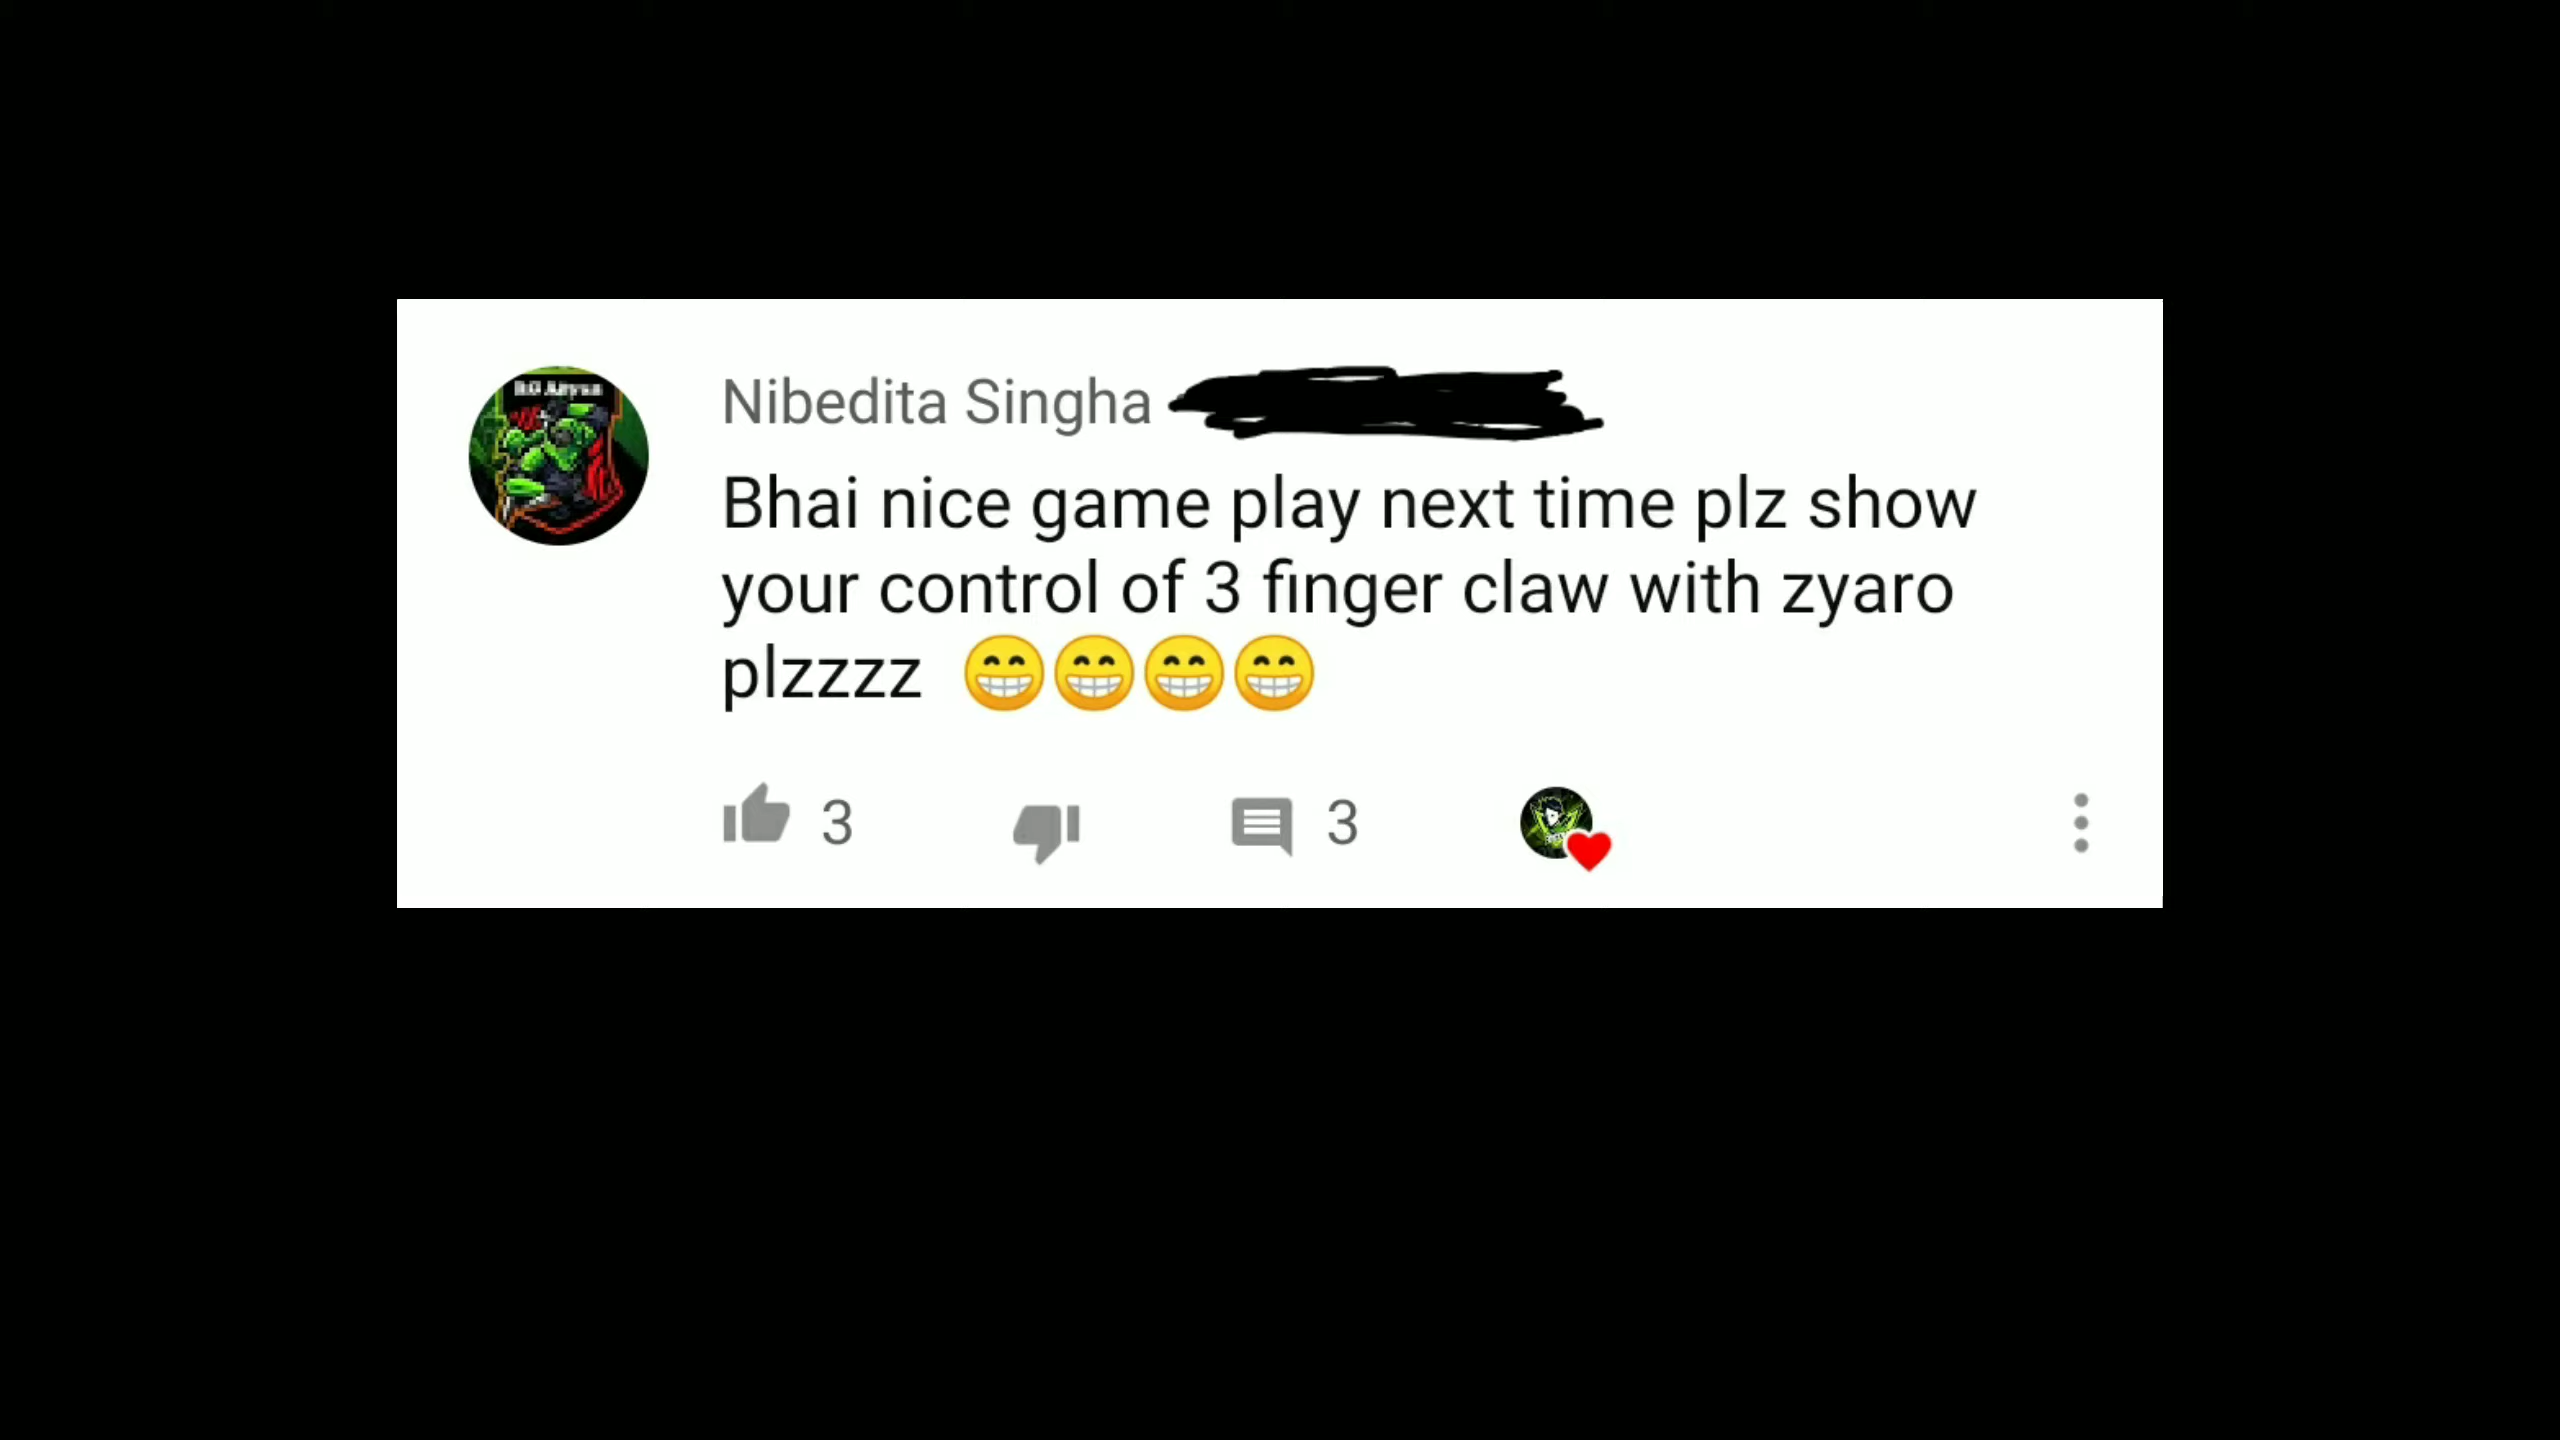 Nibedita Singha
Bhai nice game play next time plz show
your control of 3 finger claw with zyaro
plzzzz 😁😁😁😁
3
3